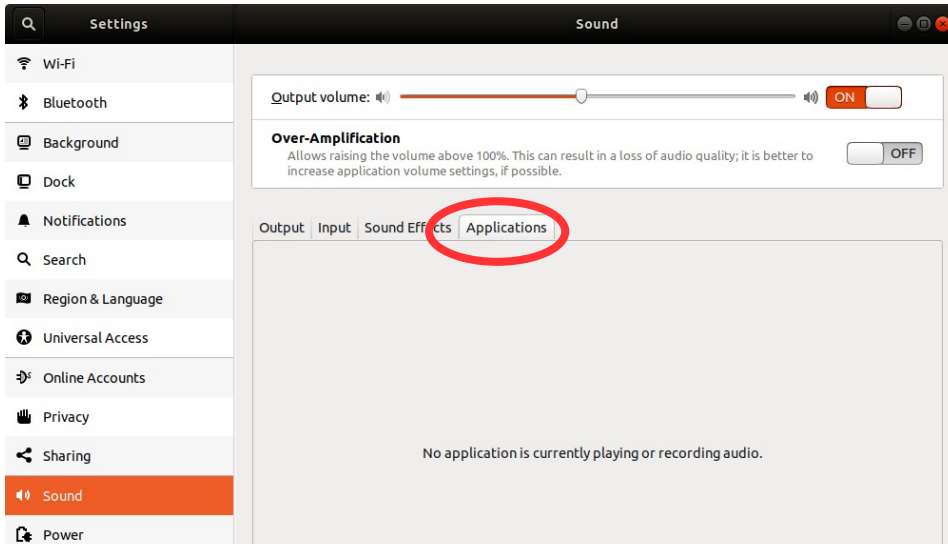 Settings
Sound
Wi-Fi
Bluetooth
Background
Dock
Notifications
Search
Region & Language
Universal Access
Online Accounts
Privacy
Sharing
Sound
Power
Output volume:
ON
Over-Amplification
Allows raising the volume above 100%. This can result in a loss of audio quality; it is better to
increase application volume settings, if possible.
OFF
Output Input Sound Effects Applications
No application is currently playing or recording audio.